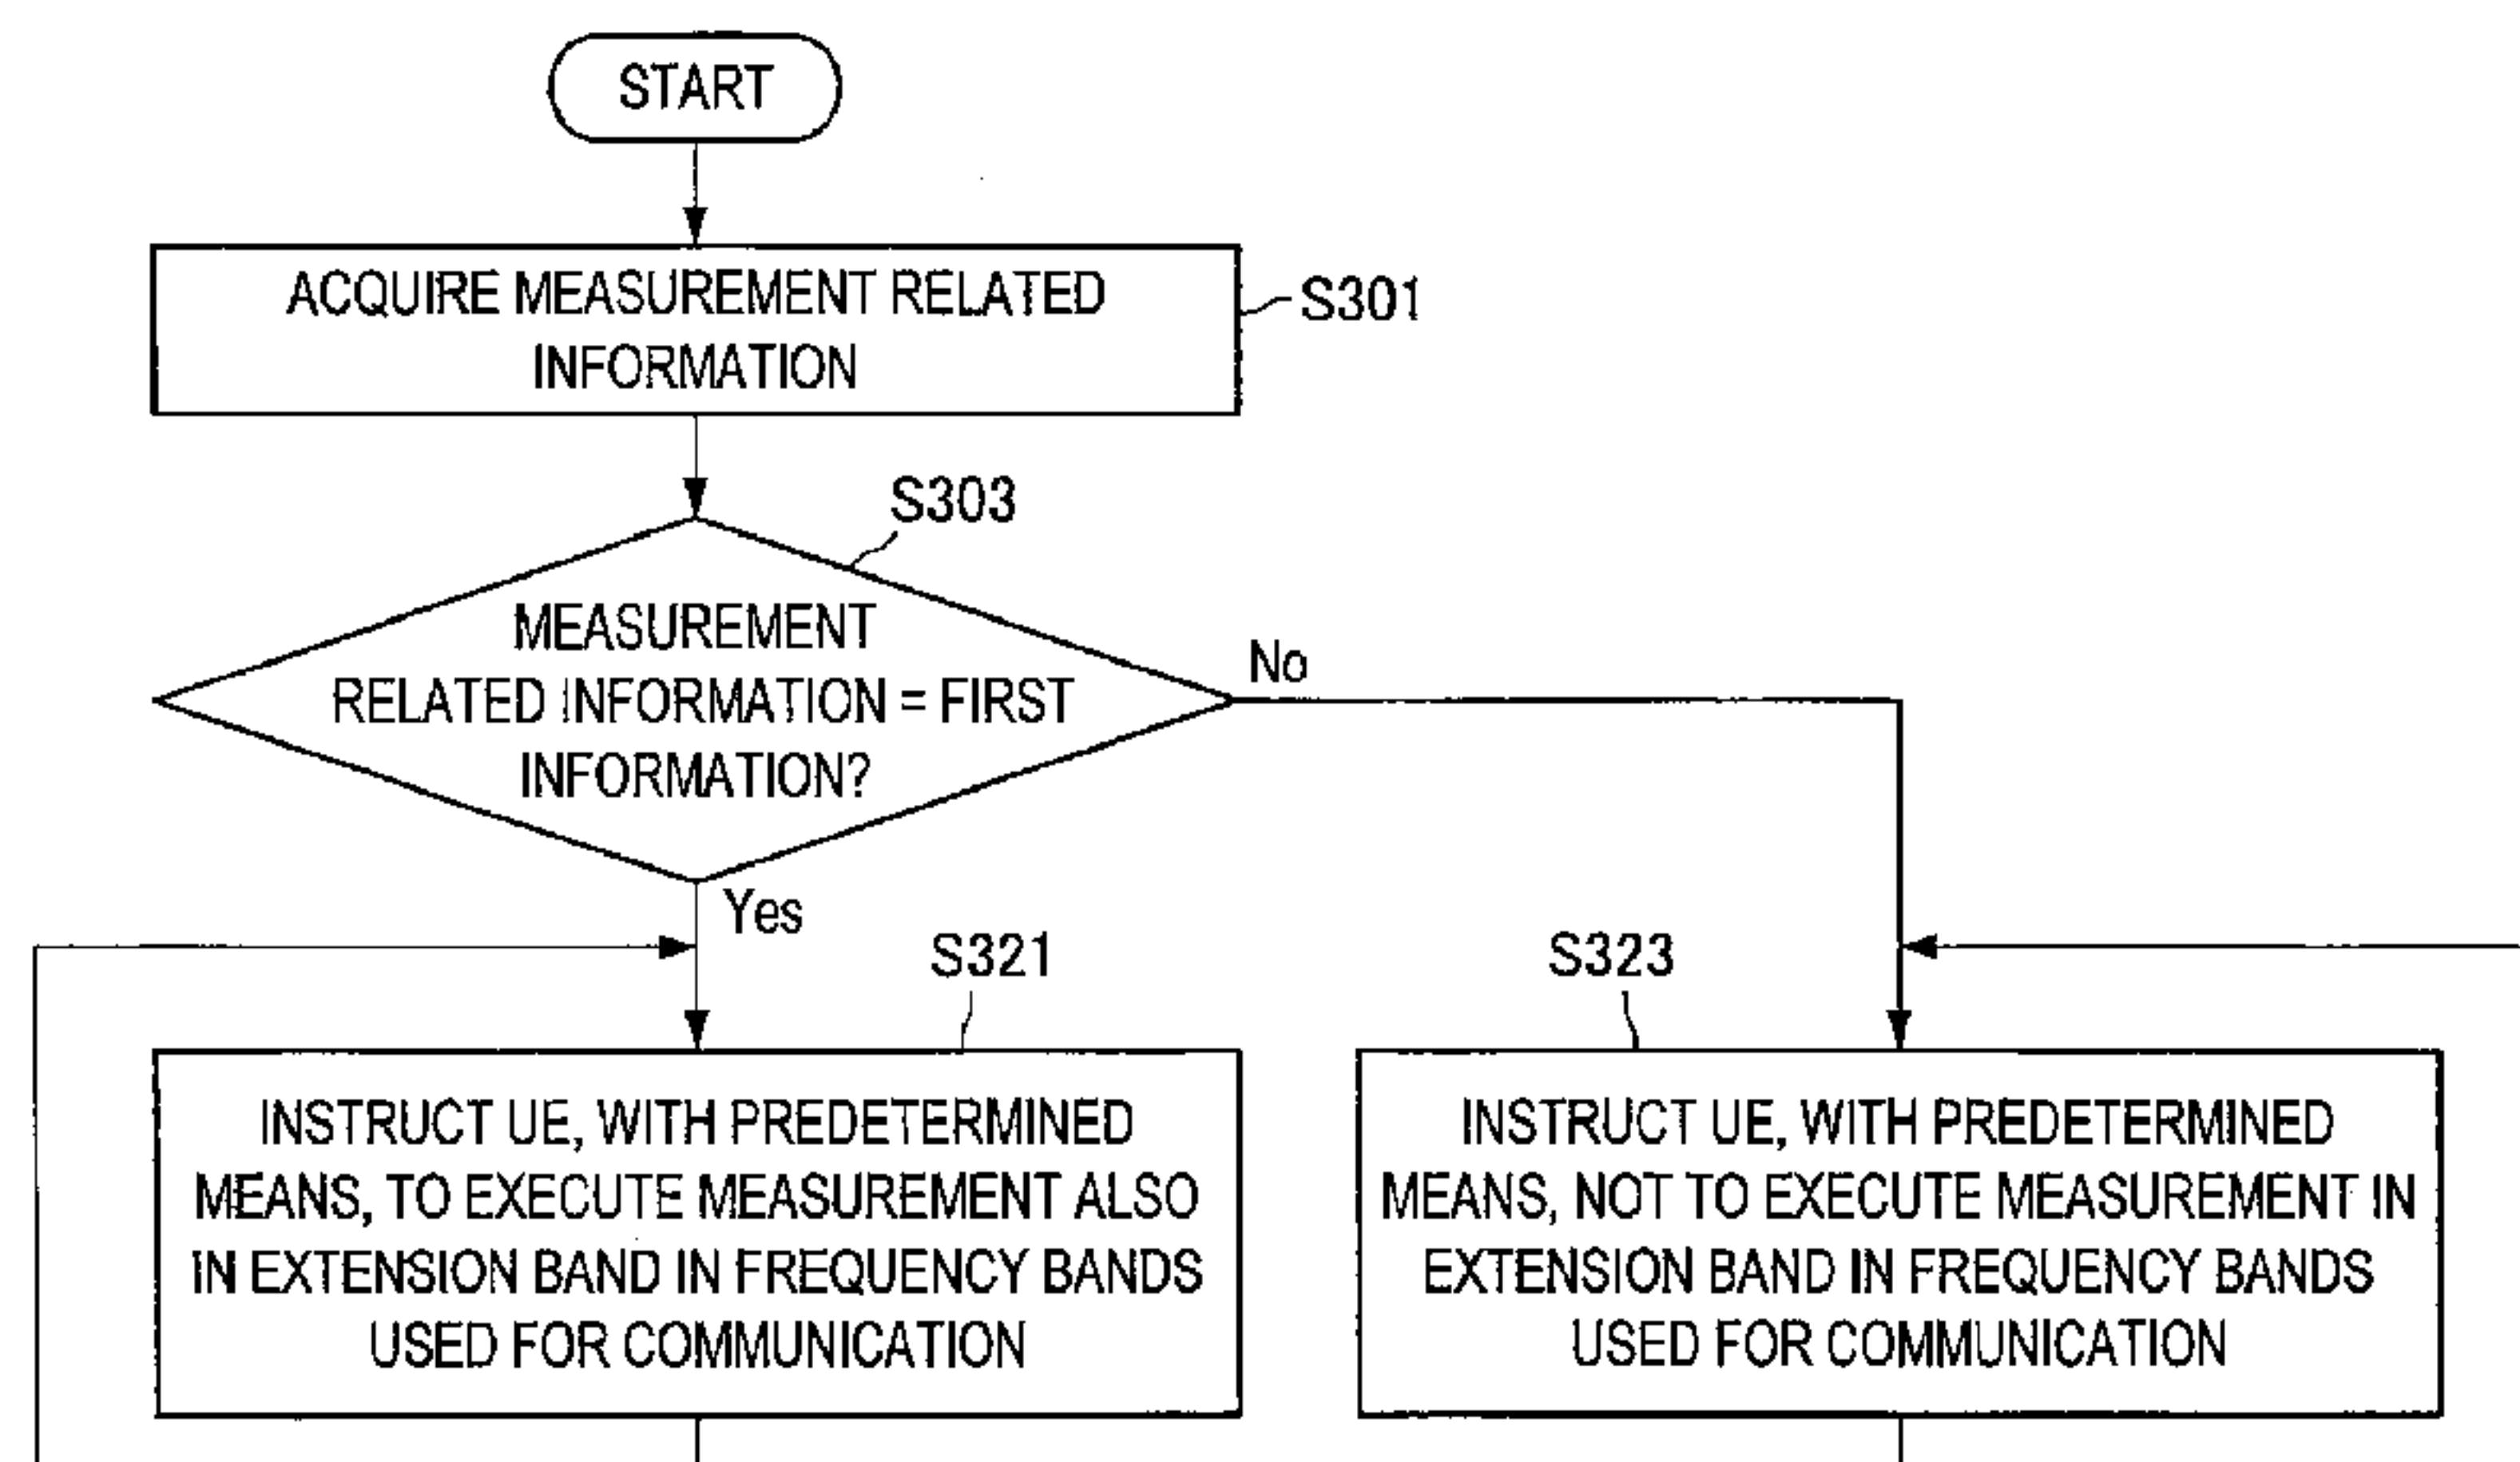 START
ACQUIRE MEASUREMENT RELATED
INFORMATION
S301
S303
MEASUREMENT
RELATED INFORMATION = FIRST
INFORMATION?
No
Yes
S321
INSTRUCT UE, WITH PREDETERMINED
MEANS, TO EXECUTE MEASUREMENT ALSO
IN EXTENSION BAND IN FREQUENCY BANDS
USED FOR COMMUNICATION
S323
INSTRUCT UE, WITH PREDETERMINED
MEANS, NOT TO EXECUTE MEASUREMENT IN
EXTENSION BAND IN FREQUENCY BANDS
USED FOR COMMUNICATION